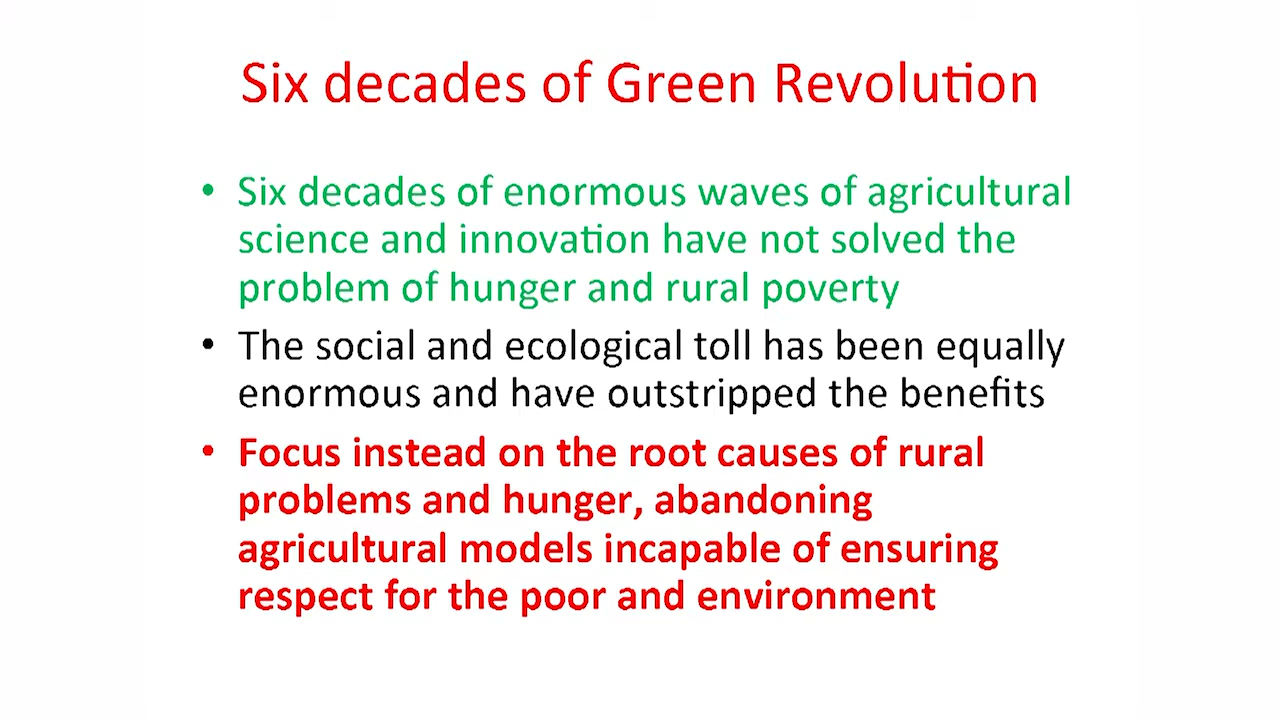 Six decades of Green Revolution
• Six decades of enormous waves of agricultural
science and innovation have not solved the
problem of hunger and rural poverty
• The social and ecological toll has been equally
enormous and have outstripped the benefits
• Focus instead on the root causes of rural
problems and hunger, abandoning
agricultural models incapable of ensuring
respect for the poor and environment